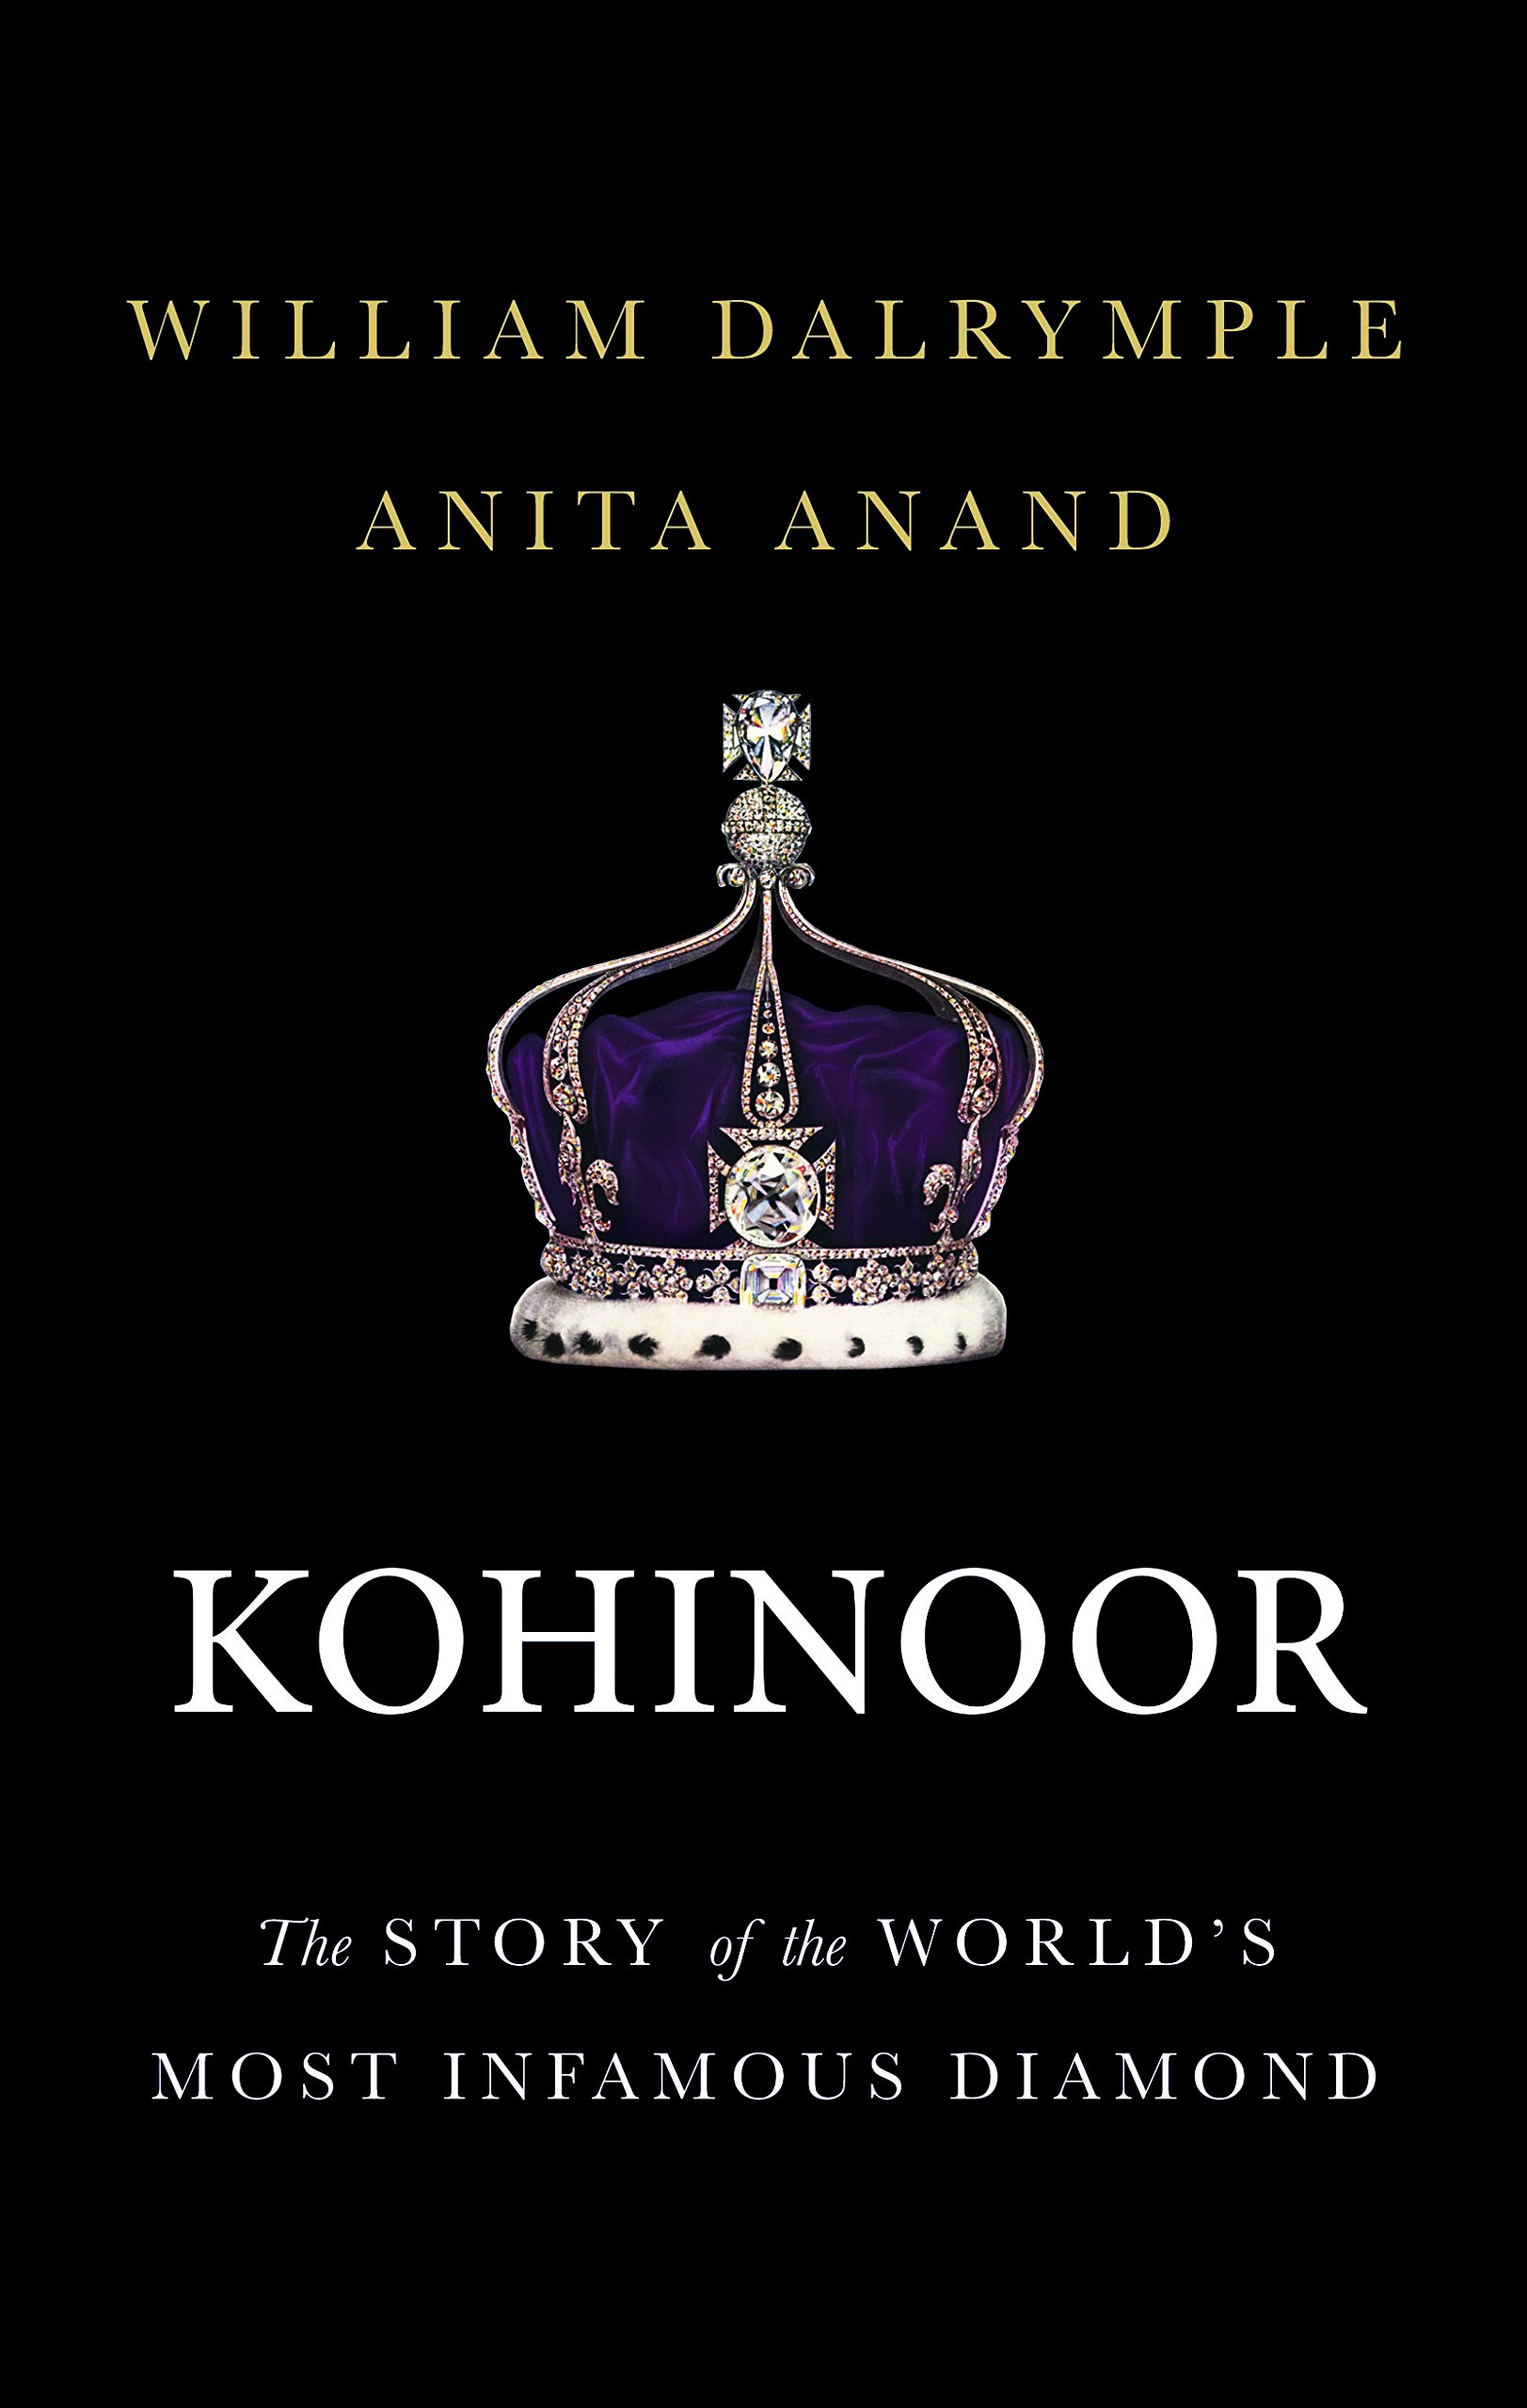 WILLIAM DALRYMPLE
ANITA ANAND
KOHINOOR
The STORY of the WORLD’S
MOST INFAMOUS DIAMOND